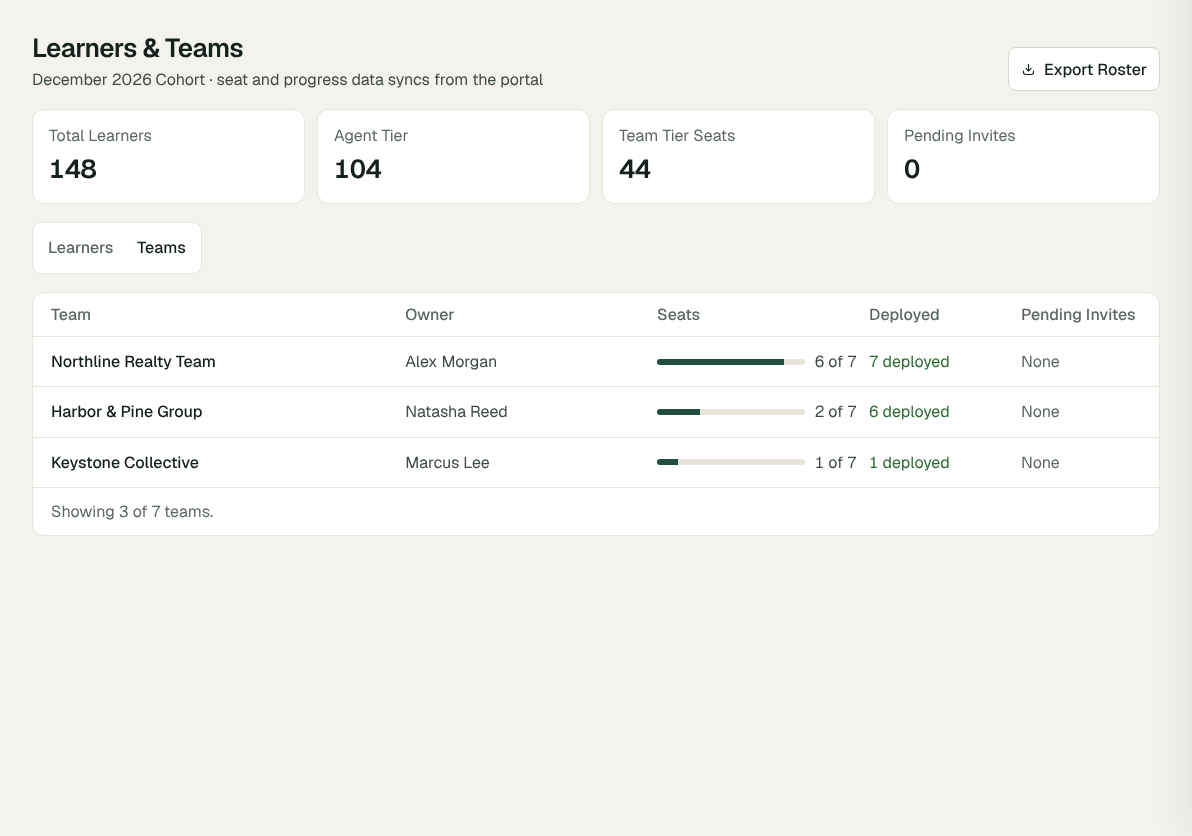 Learners & Teams
December 2026 Cohort · seat and progress data syncs from the portal
Export Roster
Total Learners
148
Agent Tier
104
Team Tier Seats
44
Pending Invites
0
Learners Teams
Team Owner Seats Deployed Pending Invites
Northline Realty Team Alex Morgan 6 of 7 7 deployed None
Harbor & Pine Group Natasha Reed 2 of 7 6 deployed None
Keystone Collective Marcus Lee 1 of 7 1 deployed None
Showing 3 of 7 teams.